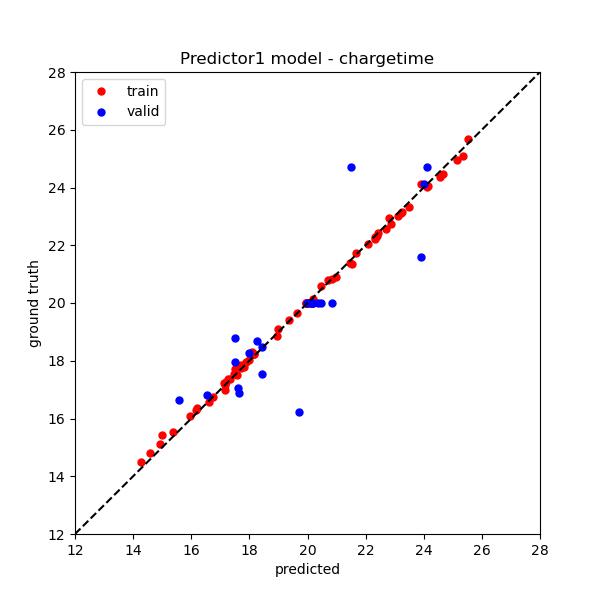 Predictor1 model - chargetime
28
26
24
22
20
18
16
14
12
train
valid
ground truth
12 14 16 18 20 22 24 26 28
predicted